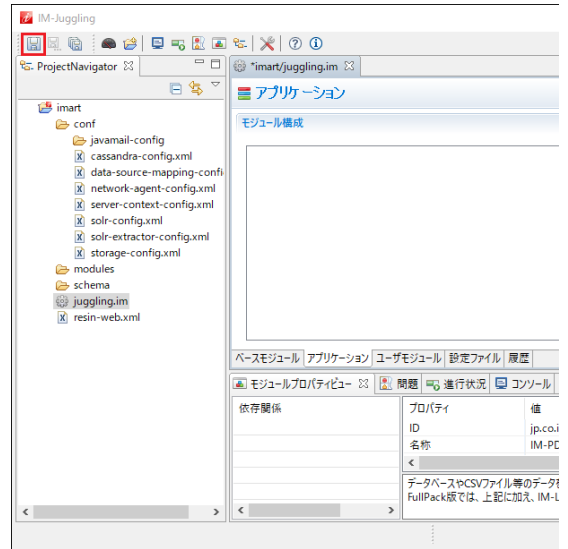 IM-Juggling
ProjectNavigator
*imart/juggling.im
アプリケーション
imart
conf
javamail-config
cassandra-config.xml
data-source-mapping-confi
network-agent-config.xml
server-context-config.xml
solr-config.xml
solr-extractor-config.xml
storage-config.xml
modules
schema
juggling.im
resin-web.xml
モジュール構成
ベースモジュール アプリケーション ユーザモジュール 設定ファイル 履歴
モジュールプロパティビュー 問題 進行状況 コンソール
依存関係
プロパティ 値
ID jp.co.i
名称 IM-PD
データベースやCSVファイル等のデータを
FullPack版では、上記に加え、IM-L